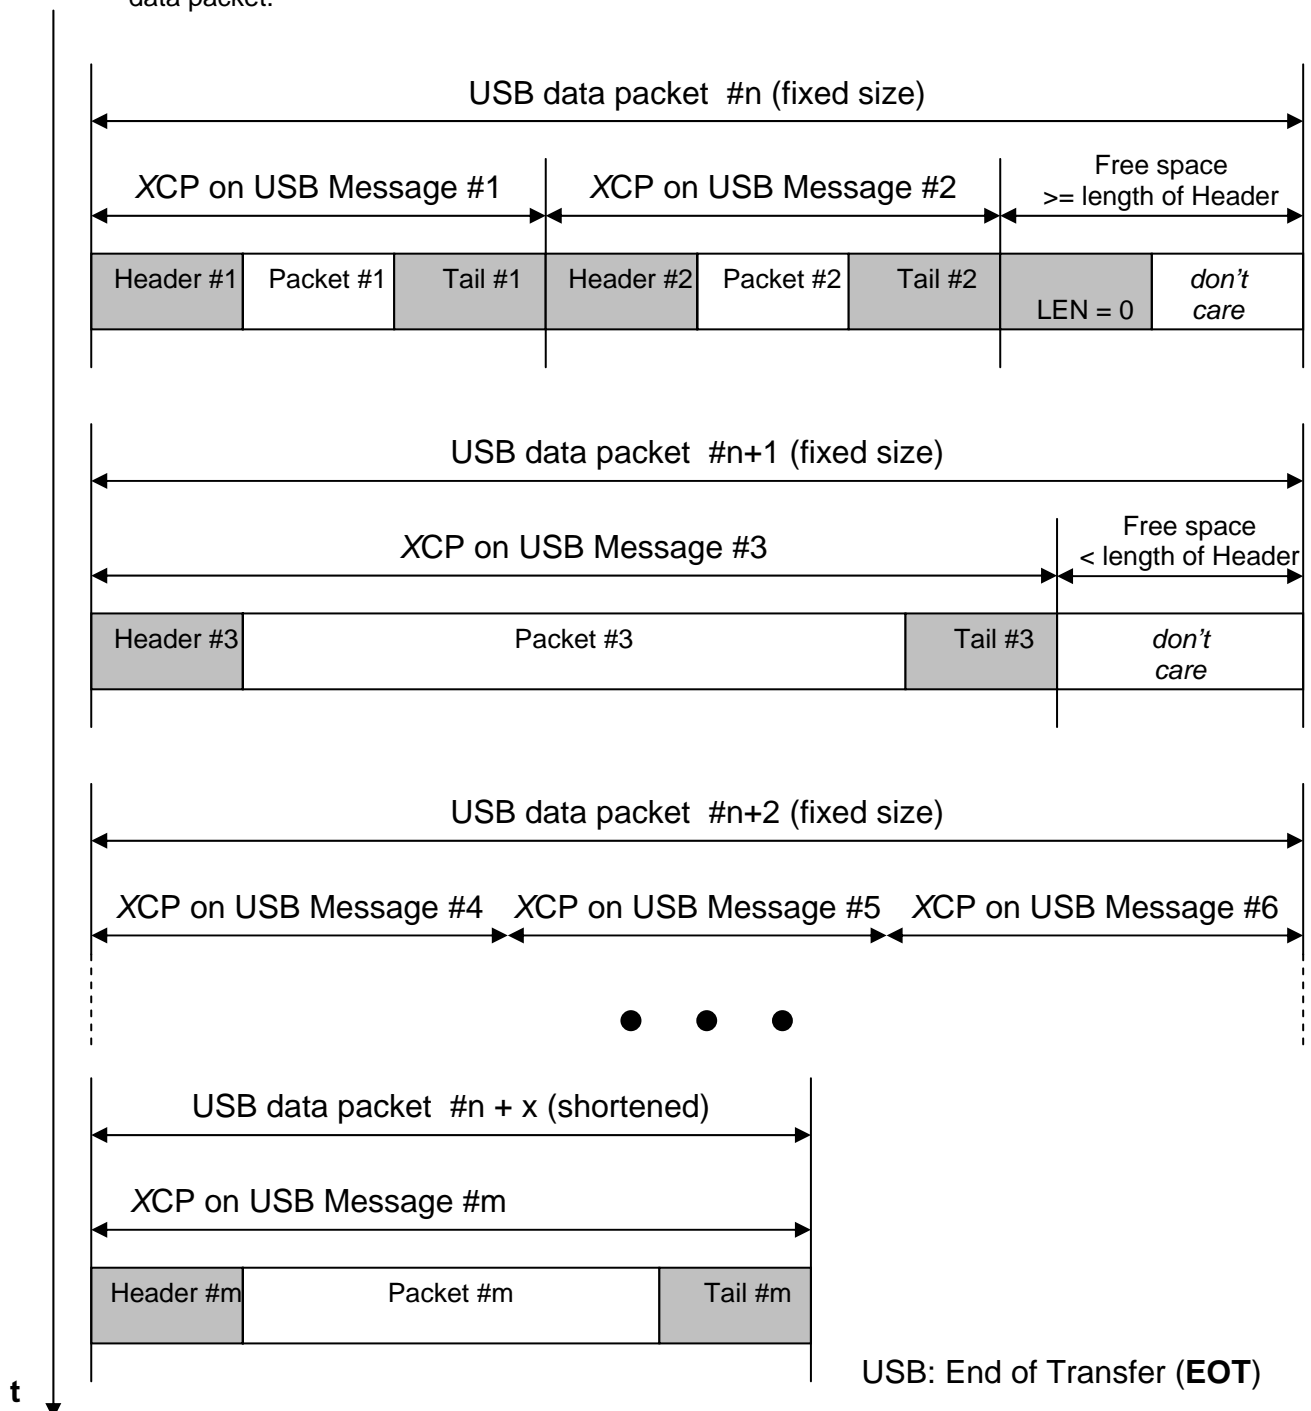 data packet.
USB data packet #n (fixed size)
XCP on USB Message #1
XCP on USB Message #2
Free space
>= length of Header
Header #1
Packet #1
Tail #1
Header #2
Packet #2
Tail #2
LEN = 0
don't
care
USB data packet #n+1 (fixed size)
XCP on USB Message #3
Free space
< length of Header
Header #3
Packet #3
Tail #3
don't
care
USB data packet #n+2 (fixed size)
XCP on USB Message #4
XCP on USB Message #5
XCP on USB Message #6
USB data packet #n + x (shortened)
XCP on USB Message #m
Header #m
Packet #m
Tail #m
USB: End of Transfer (EOT)
t